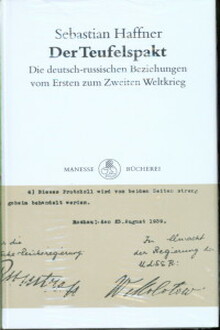 Sebastian Haffner
Der Teufelspakt
Die deutsch-russischen Beziehungen
vom Ersten zum Zweiten Weltkrieg
MANESSE BÜCHEREI
4) Dieses Protokoll wird von beiden Seiten streng
geheim behandelt werden.
Moskau, den 23. August 1939.
In Vollmacht
der Regierung der
UdSSR: